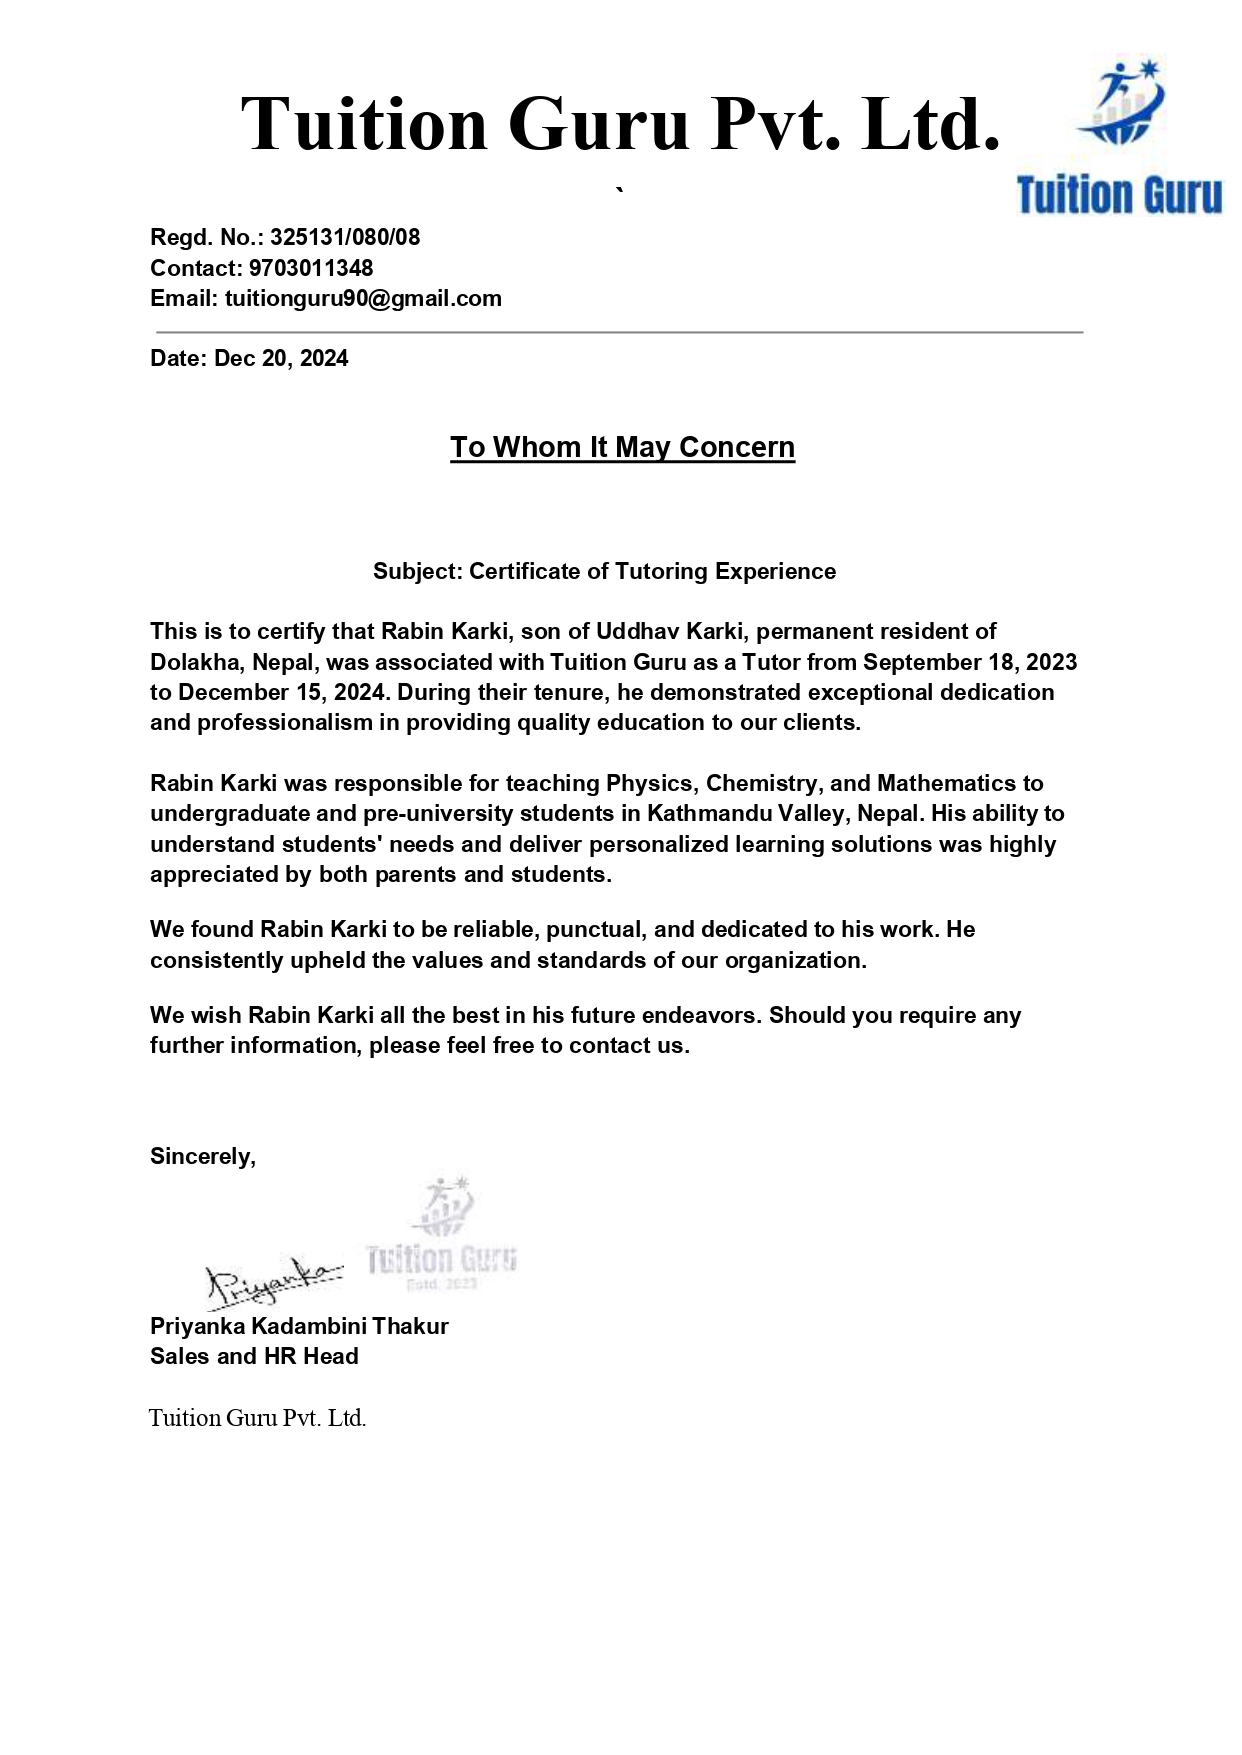 Tuition Guru Pvt. Ltd.
Tuition Guru
`
Regd. No.: 325131/080/08
Contact: 9703011348
Email: tuitionguru90@gmail.com
Date: Dec 20, 2024
To Whom It May Concern
Subject: Certificate of Tutoring Experience
This is to certify that Rabin Karki, son of Uddhav Karki, permanent resident of
Dolakha, Nepal, was associated with Tuition Guru as a Tutor from September 18, 2023
to December 15, 2024. During their tenure, he demonstrated exceptional dedication
and professionalism in providing quality education to our clients.
Rabin Karki was responsible for teaching Physics, Chemistry, and Mathematics to
undergraduate and pre-university students in Kathmandu Valley, Nepal. His ability to
understand students' needs and deliver personalized learning solutions was highly
appreciated by both parents and students.
We found Rabin Karki to be reliable, punctual, and dedicated to his work. He
consistently upheld the values and standards of our organization.
We wish Rabin Karki all the best in his future endeavors. Should you require any
further information, please feel free to contact us.
Sincerely,
Tuition Guru
Estd. 2023
Priyanka
Priyanka Kadambini Thakur
Sales and HR Head
Tuition Guru Pvt. Ltd.